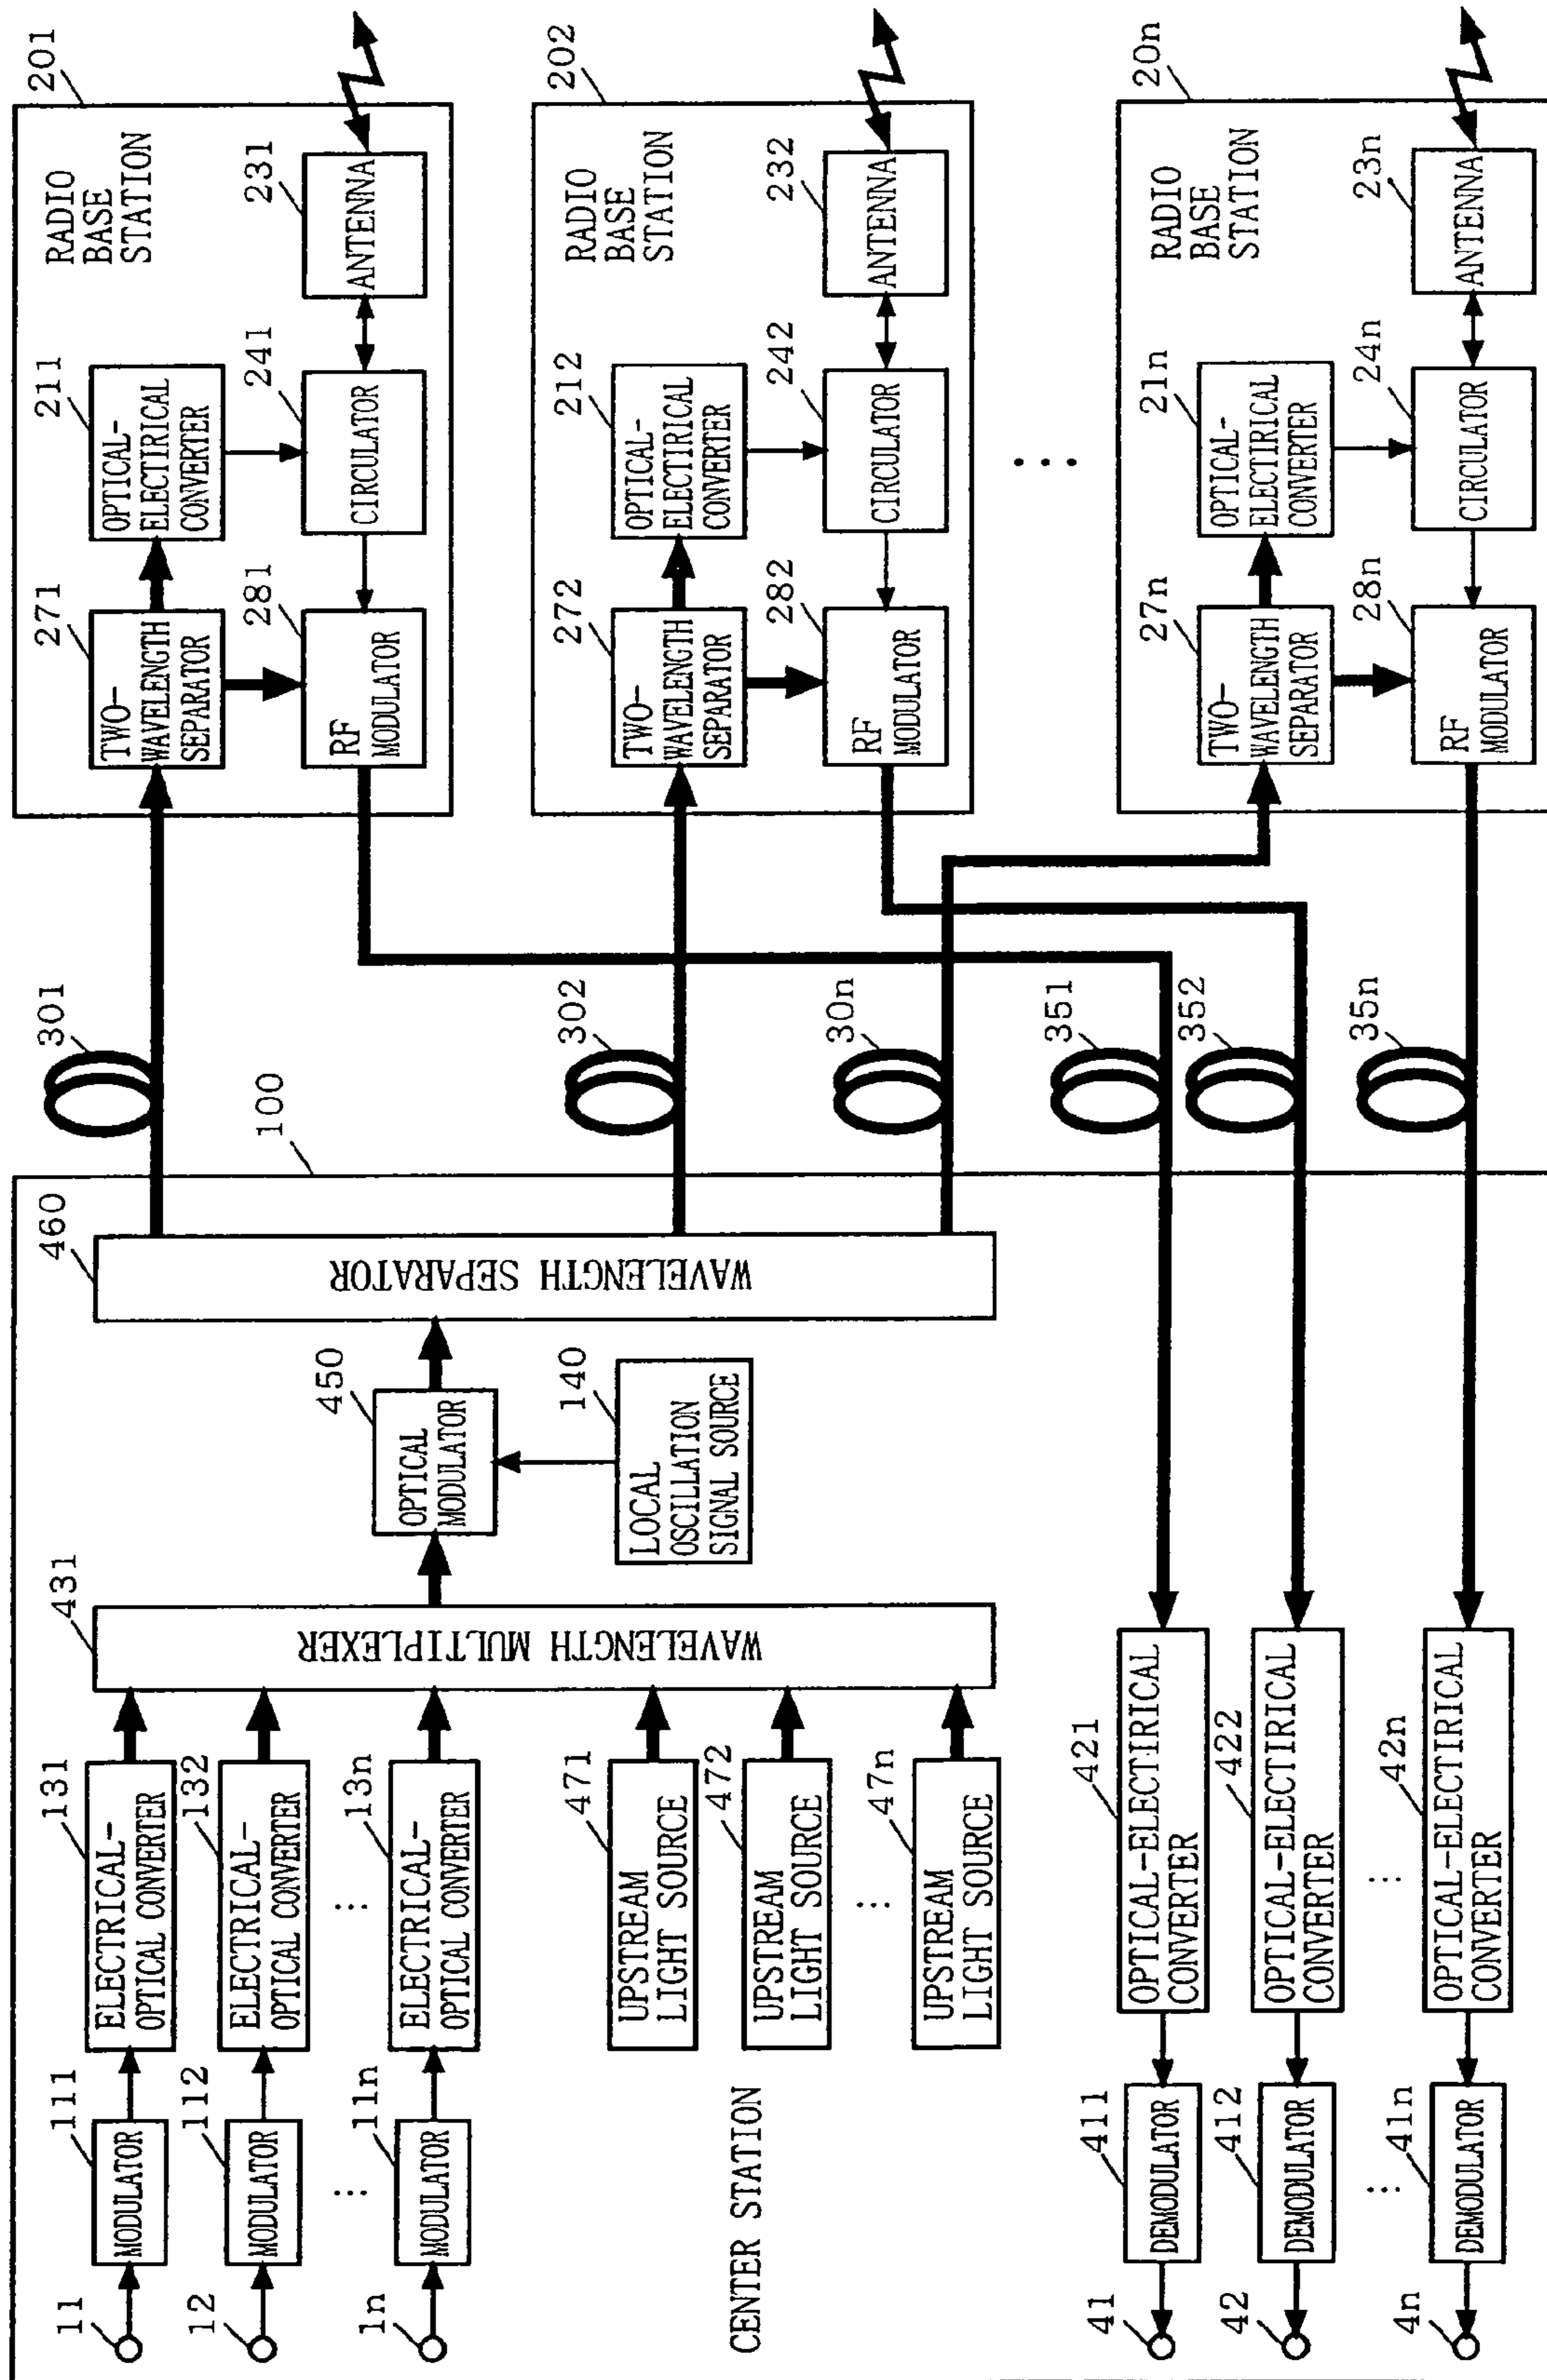 11
12
1n
111
112
11n
MODULATOR
MODULATOR
MODULATOR
131
132
13n
ELECTRICAL-
OPTICAL CONVERTER
ELECTRICAL-
OPTICAL CONVERTER
ELECTRICAL-
OPTICAL CONVERTER
471
472
47n
UPSTREAM
LIGHT SOURCE
UPSTREAM
LIGHT SOURCE
UPSTREAM
LIGHT SOURCE
CENTER STATION
431
WAVELENGTH MULTIPLEXER
450
OPTICAL
MODULATOR
140
LOCAL
OSCILLATION
SIGNAL SOURCE
460
WAVELENGTH SEPARATOR
100
301
302
30n
351
352
35n
41
42
4n
411
412
41n
DEMODULATOR
DEMODULATOR
DEMODULATOR
421
422
42n
OPTICAL-ELECTIRICAL
CONVERTER
OPTICAL-ELECTIRICAL
CONVERTER
OPTICAL-ELECTIRICAL
CONVERTER
201
RADIO
BASE
STATION
271
TWO-
WAVELENGTH
SEPARATOR
211
OPTICAL-
ELECTIRICAL
CONVERTER
281
RF
MODULATOR
241
CIRCULATOR
231
ANTENNA
202
RADIO
BASE
STATION
272
TWO-
WAVELENGTH
SEPARATOR
212
OPTICAL-
ELECTIRICAL
CONVERTER
282
RF
MODULATOR
242
CIRCULATOR
232
ANTENNA
...
20n
RADIO
BASE
STATION
27n
TWO-
WAVELENGTH
SEPARATOR
21n
OPTICAL-
ELECTIRICAL
CONVERTER
28n
RF
MODULATOR
24n
CIRCULATOR
23n
ANTENNA